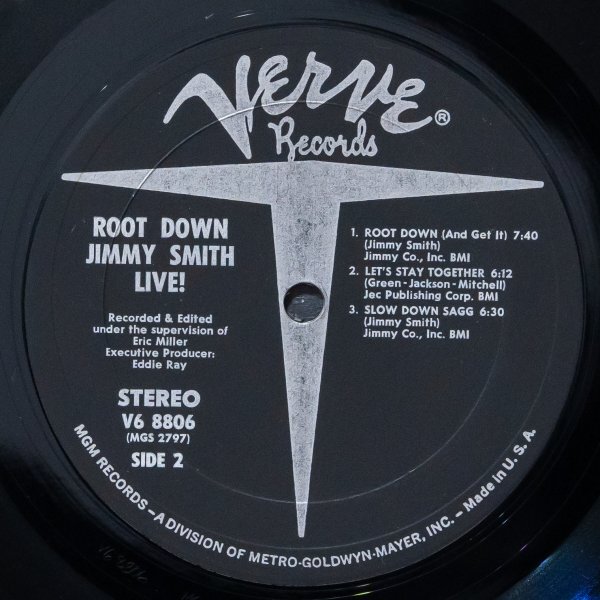 VERVE®
Records
ROOT DOWN
JIMMY SMITH
LIVE!
Recorded & Edited
under the supervision of
Eric Miller
Executive Producer:
Eddie Ray
STEREO
V6 8806
(MGS 2797)
SIDE 2
1. ROOT DOWN (And Get It) 7:40
(Jimmy Smith)
Jimmy Co., Inc. BMI
2. LET'S STAY TOGETHER 6:12
(Green-Jackson-Mitchell)
Jec Publishing Corp. BMI
3. SLOW DOWN SAGG 6:30
(Jimmy Smith)
Jimmy Co., Inc. BMI
MGM RECORDS—A DIVISION OF METRO-GOLDWYN-MAYER, INC.—Made in U.S.A.